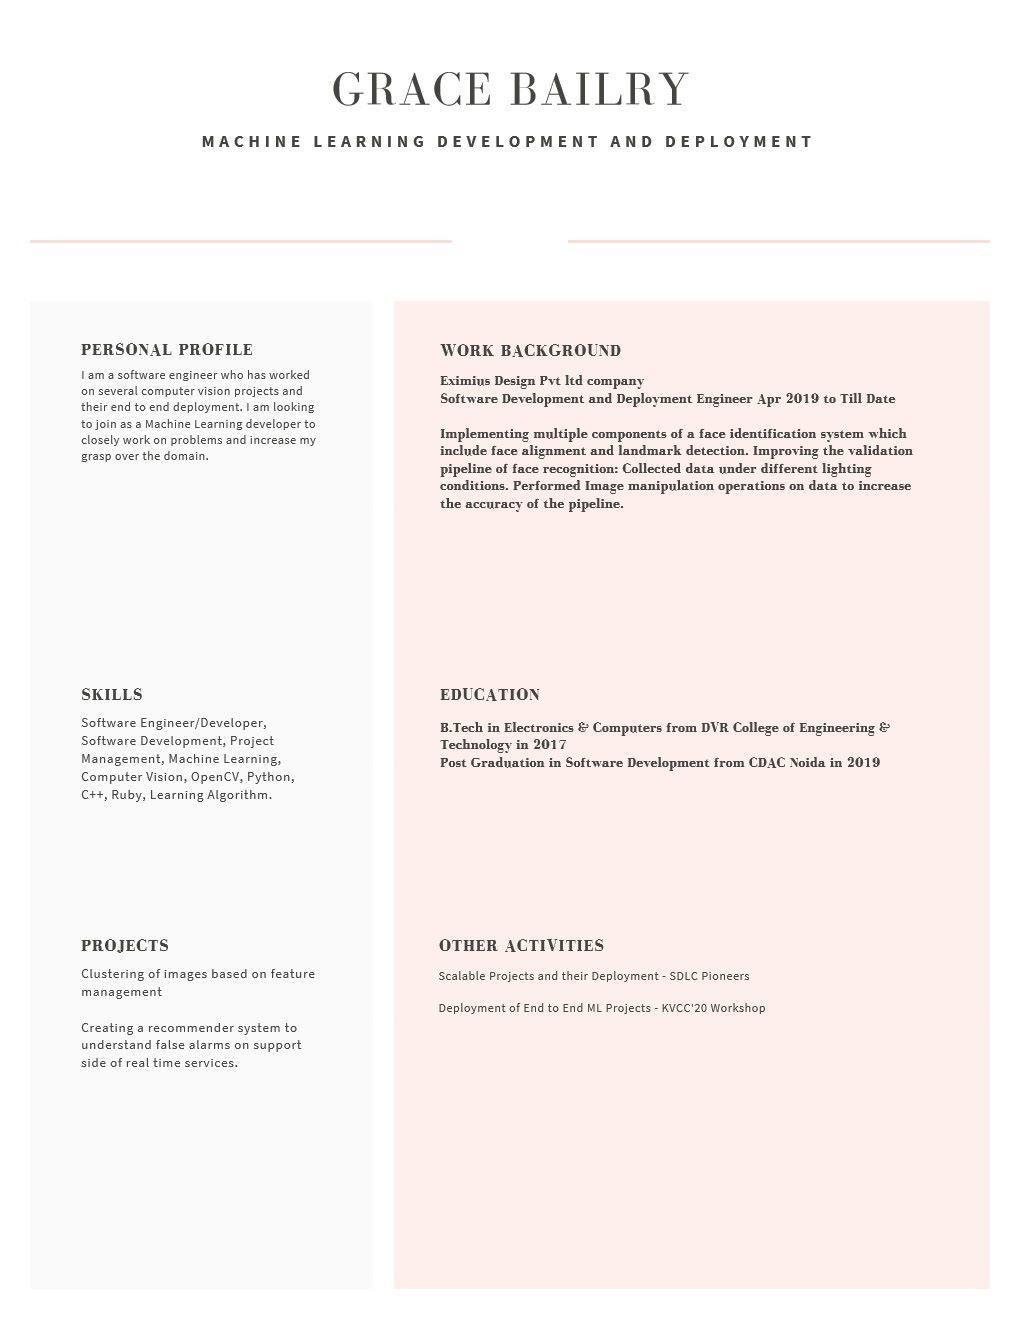 GRACE BAILRY
MACHINE LEARNING DEVELOPMENT AND DEPLOYMENT
PERSONAL PROFILE
I am a software engineer who has worked
on several computer vision projects and
their end to end deployment. I am looking
to join as a Machine Learning developer to
closely work on problems and increase my
grasp over the domain.
SKILLS
Software Engineer/Developer,
Software Development, Project
Management, Machine Learning,
Computer Vision, OpenCV, Python,
C++, Ruby, Learning Algorithm.
PROJECTS
Clustering of images based on feature
management
Creating a recommender system to
understand false alarms on support
side of real time services.
WORK BACKGROUND
Eximius Design Pvt ltd company
Software Development and Deployment Engineer Apr 2019 to Till Date
Implementing multiple components of a face identification system which
include face alignment and landmark detection. Improving the validation
pipeline of face recognition: Collected data under different lighting
conditions. Performed Image manipulation operations on data to increase
the accuracy of the pipeline.
EDUCATION
B.Tech in Electronics & Computers from DVR College of Engineering &
Technology in 2017
Post Graduation in Software Development from CDAC Noida in 2019
OTHER ACTIVITIES
Scalable Projects and their Deployment - SDLC Pioneers
Deployment of End to End ML Projects - KVCC'20 Workshop